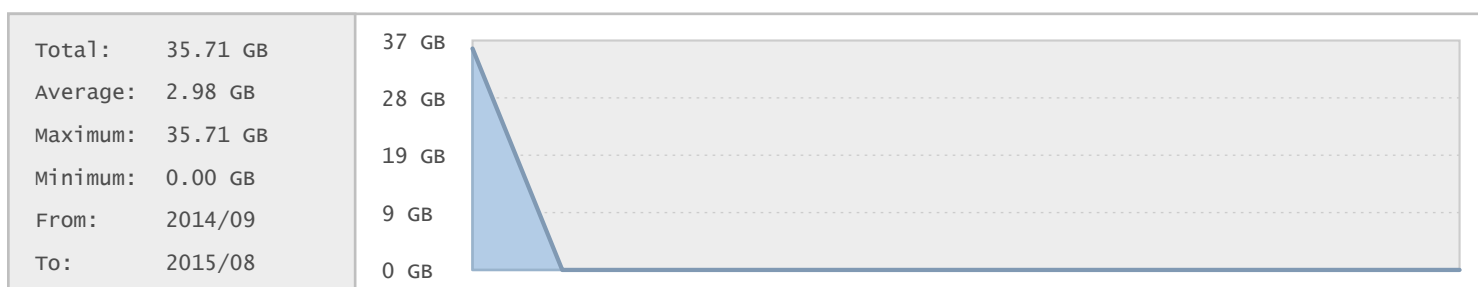 Total: 35.71 GB
Average: 2.98 GB
Maximum: 35.71 GB
Minimum: 0.00 GB
From: 2014/09
To: 2015/08
37 GB
28 GB
19 GB
9 GB
0 GB